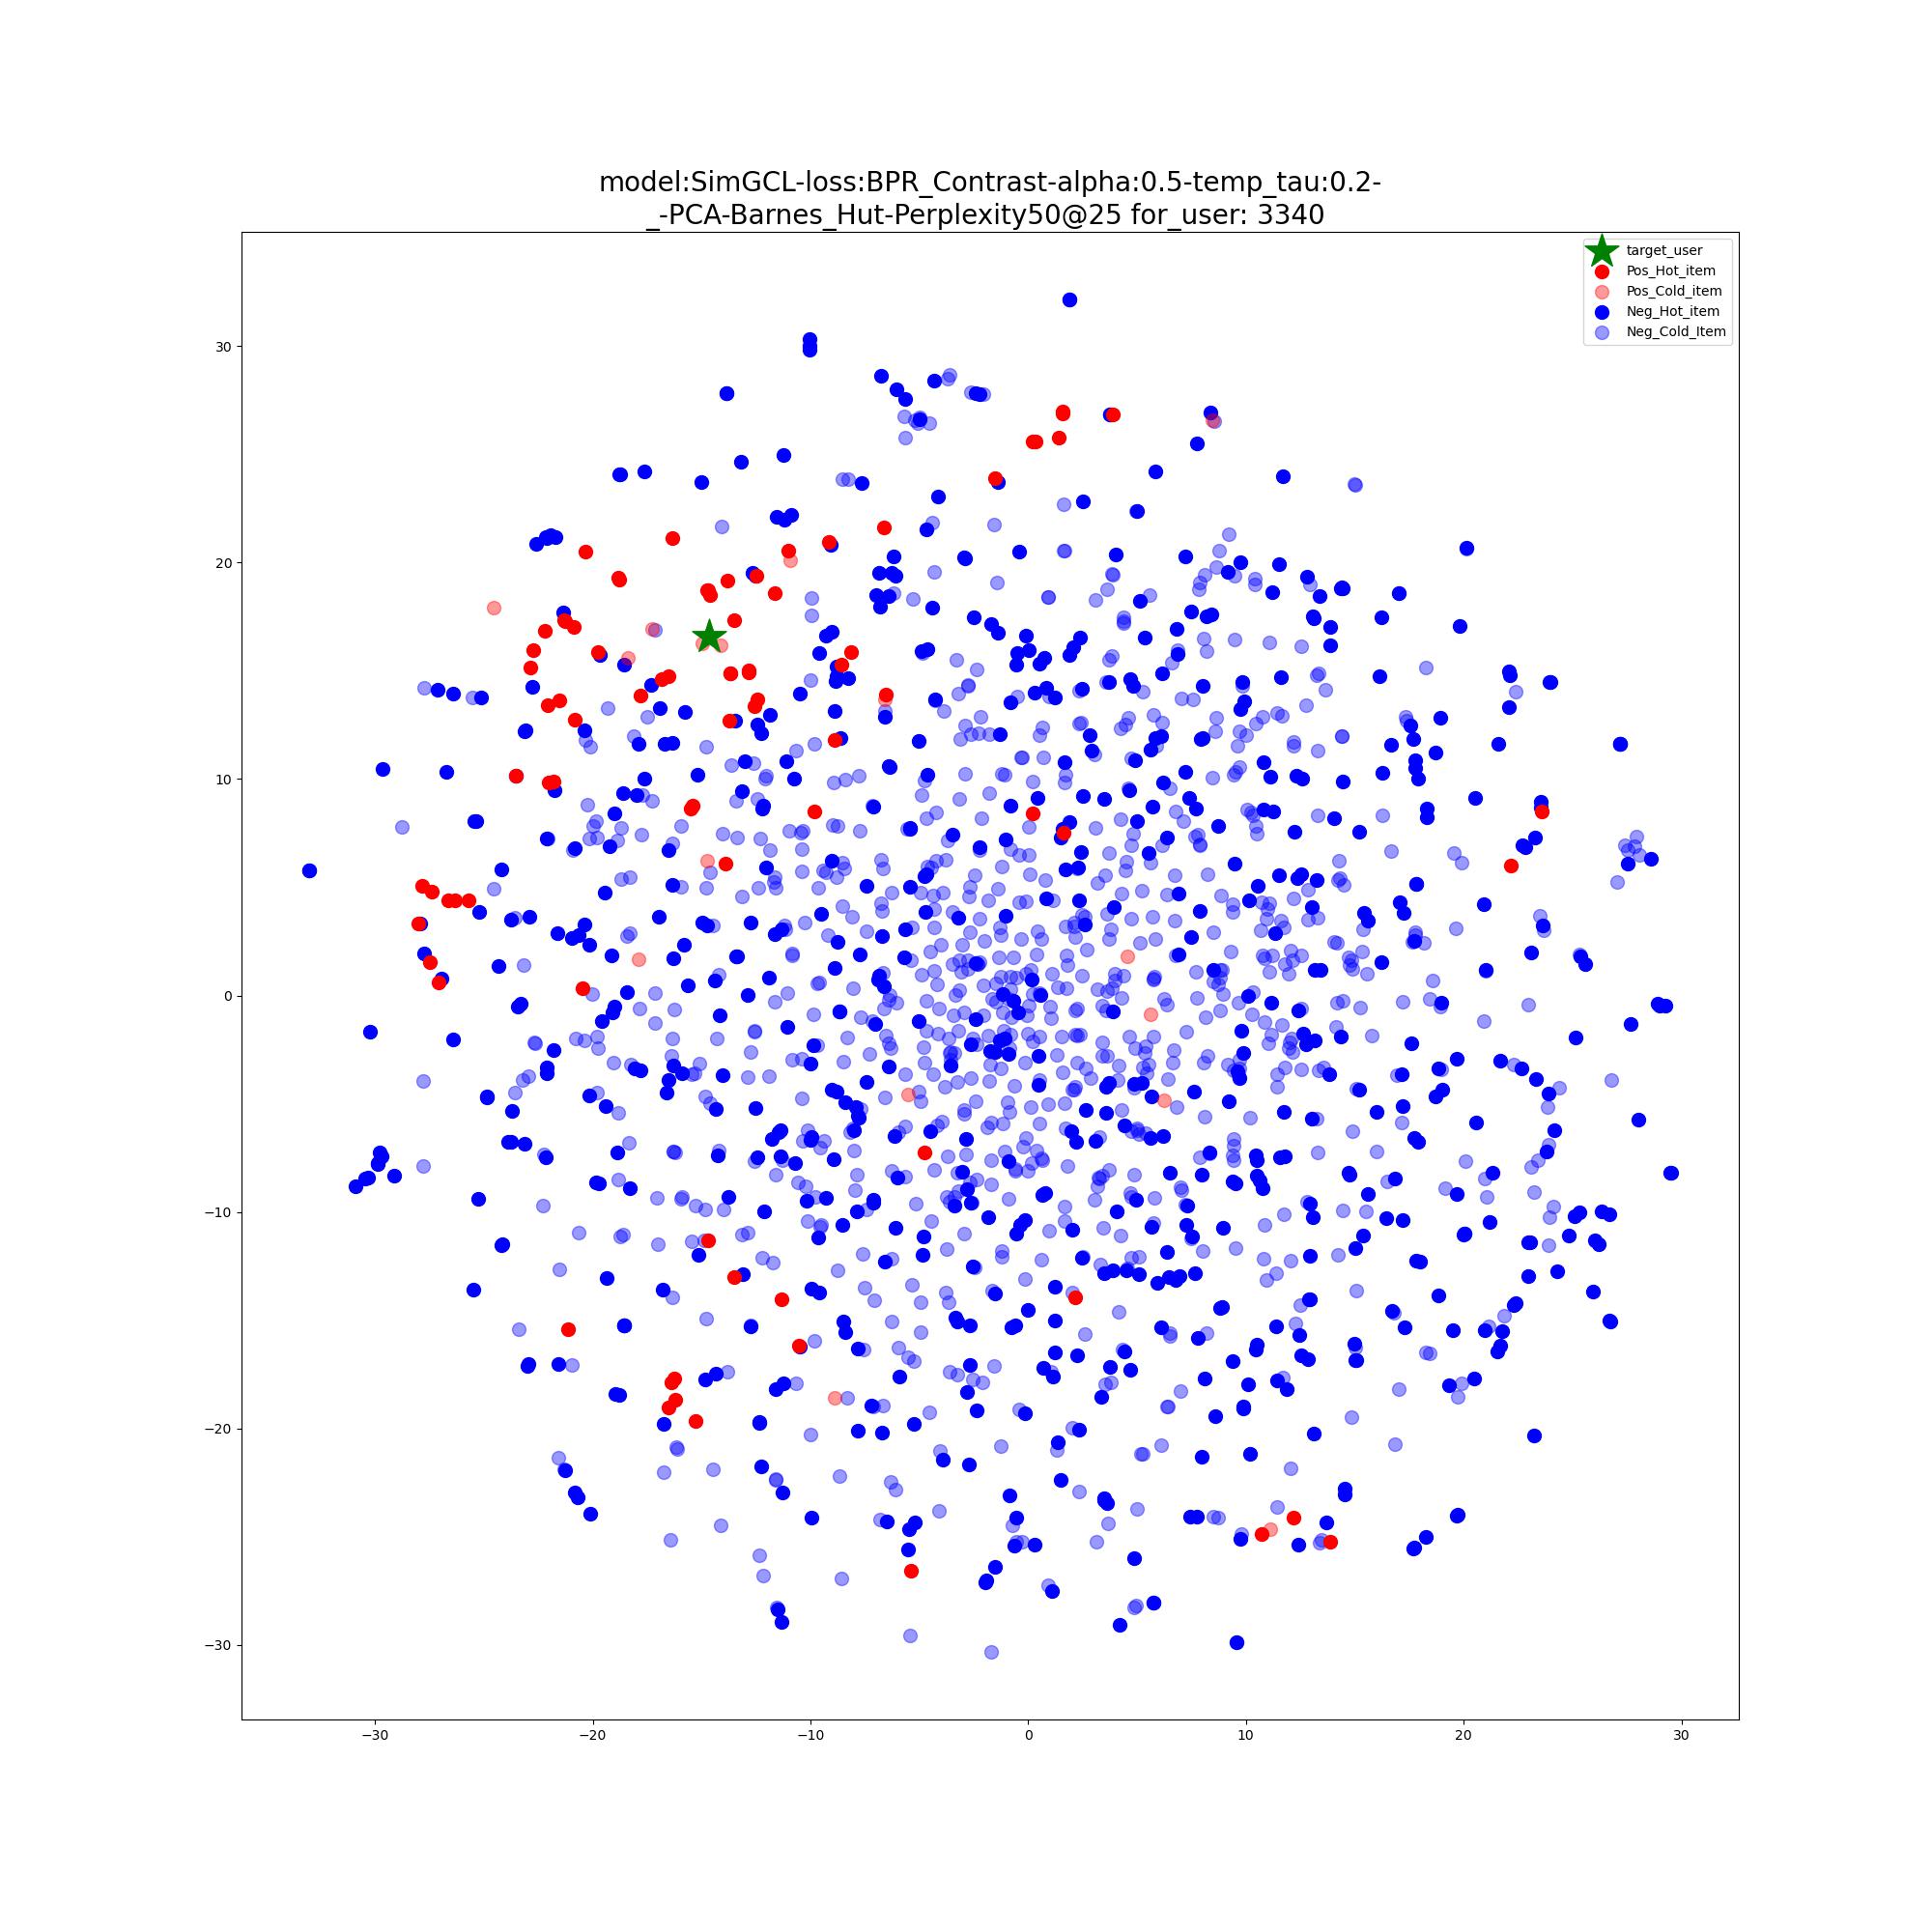 model:SimGCL-loss:BPR_Contrast-alpha:0.5-temp_tau:0.2-
_-PCA-Barnes_Hut-Perplexity50@25 for_user: 3340
target_user
Pos_Hot_item
Pos_Cold_item
Neg_Hot_item
Neg_Cold_Item
30
20
10
0
−10
−20
−30
−30 −20 −10 0 10 20 30